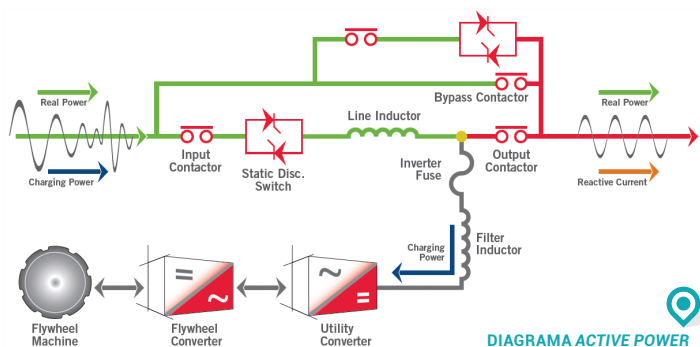 Real Power
Charging Power
Input
Contactor
Static Disc.
Switch
Line Inductor
Bypass Contactor
Inverter
Fuse
Output
Contactor
Real Power
Reactive Current
Charging
Power
Filter
Inductor
Flywheel
Machine
Flywheel
Converter
Utility
Converter
DIAGRAMA ACTIVE POWER